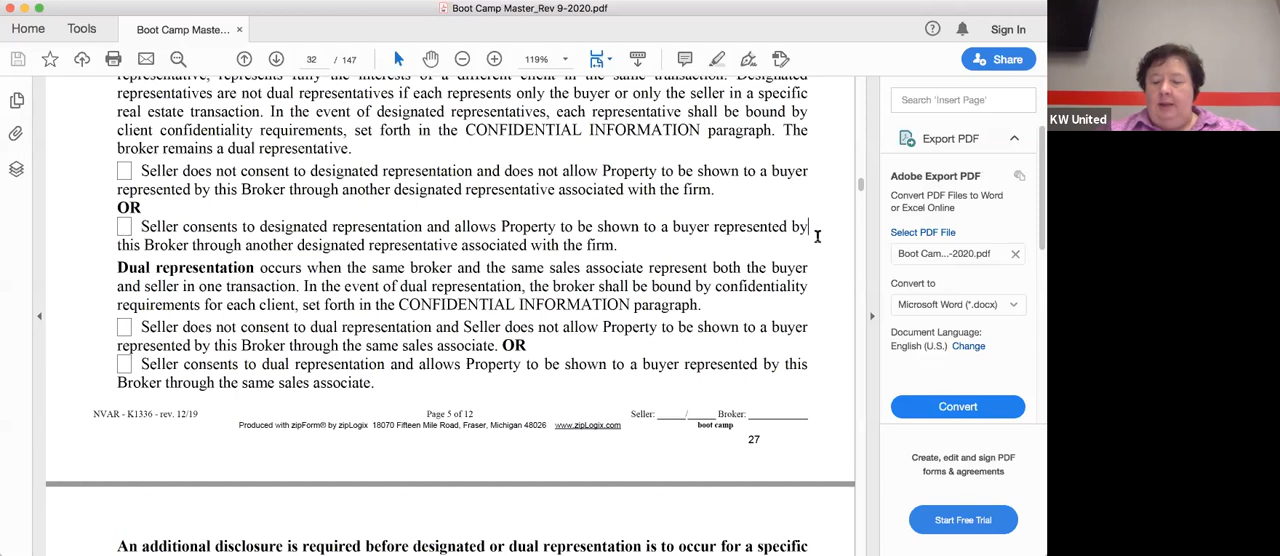 Boot Camp Master_Rev 9-2020.pdf
Home Tools Boot Camp Mas... × Sign In
32 / 147 119% Share
representative, represents fully the interests of a different client in the same transaction. Designated
representatives are not dual representatives if each represents only the buyer or only the seller in a specific
real estate transaction. In the event of designated representatives, each representative shall be bound by
client confidentiality requirements, set forth in the CONFIDENTIAL INFORMATION paragraph. The
broker remains a dual representative.
Seller does not consent to designated representation and does not allow Property to be shown to a buyer
represented by this Broker through another designated representative associated with the firm.
OR
Seller consents to designated representation and allows Property to be shown to a buyer represented by
this Broker through another designated representative associated with the firm.
Dual representation occurs when the same broker and the same sales associate represent both the buyer
and seller in one transaction. In the event of dual representation, the broker shall be bound by confidentiality
requirements for each client, set forth in the CONFIDENTIAL INFORMATION paragraph.
Seller does not consent to dual representation and Seller does not allow Property to be shown to a buyer
represented by this Broker through the same sales associate. OR
Seller consents to dual representation and allows Property to be shown to a buyer represented by this
Broker through the same sales associate.
NVAR - K1336 - rev. 12/19 Page 5 of 12 Seller: _____/_____ Broker: ___________
Produced with zipForm® by zipLogix 18070 Fifteen Mile Road, Fraser, Michigan 48026 www.zipLogix.com boot camp
27
An additional disclosure is required before designated or dual representation is to occur for a specific
Search 'Insert Page'
Export PDF
Adobe Export PDF
Convert PDF Files to Word
or Excel Online
Select PDF File
Boot Cam...-2020.pdf ×
Convert to
Microsoft Word (*.docx)
Document Language:
English (U.S.) Change
Convert
Create, edit and sign PDF
forms & agreements
Start Free Trial
KW United